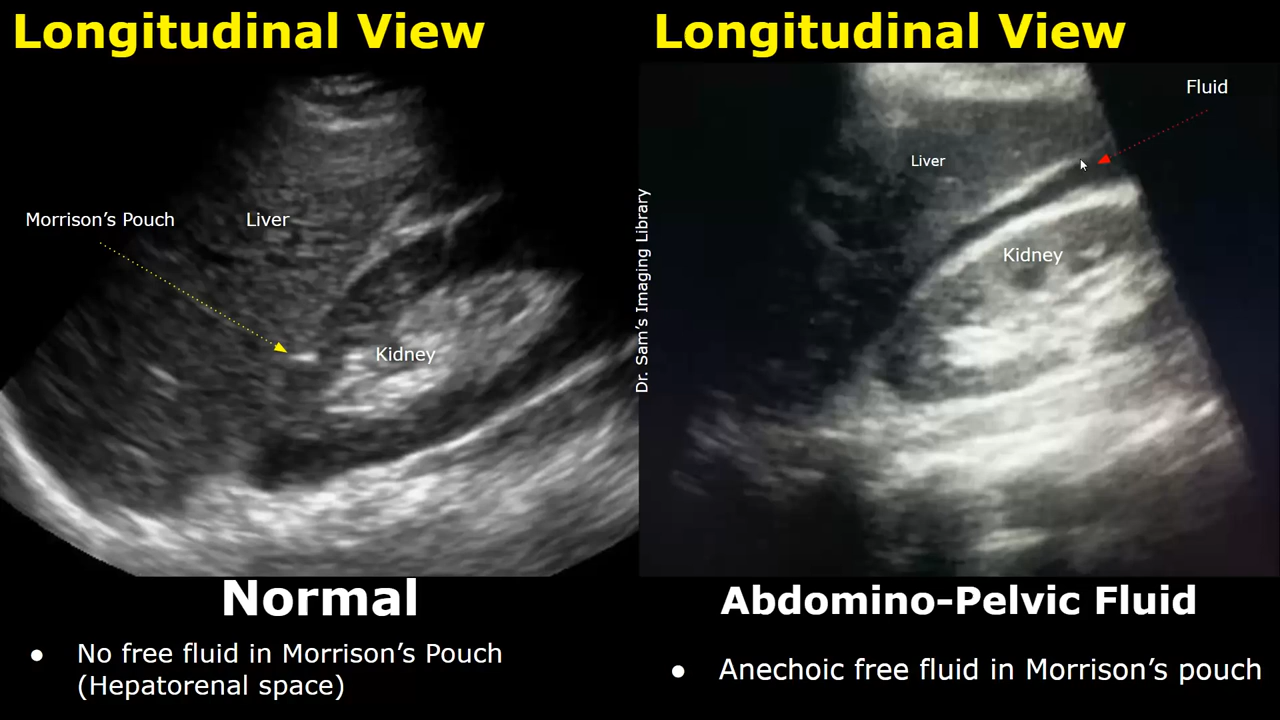 Longitudinal View
Morrison's Pouch
Liver
Kidney
Normal
● No free fluid in Morrison's Pouch
(Hepatorenal space)
Dr. Sam's Imaging Library
Longitudinal View
Fluid
Liver
Kidney
Abdomino-Pelvic Fluid
● Anechoic free fluid in Morrison's pouch